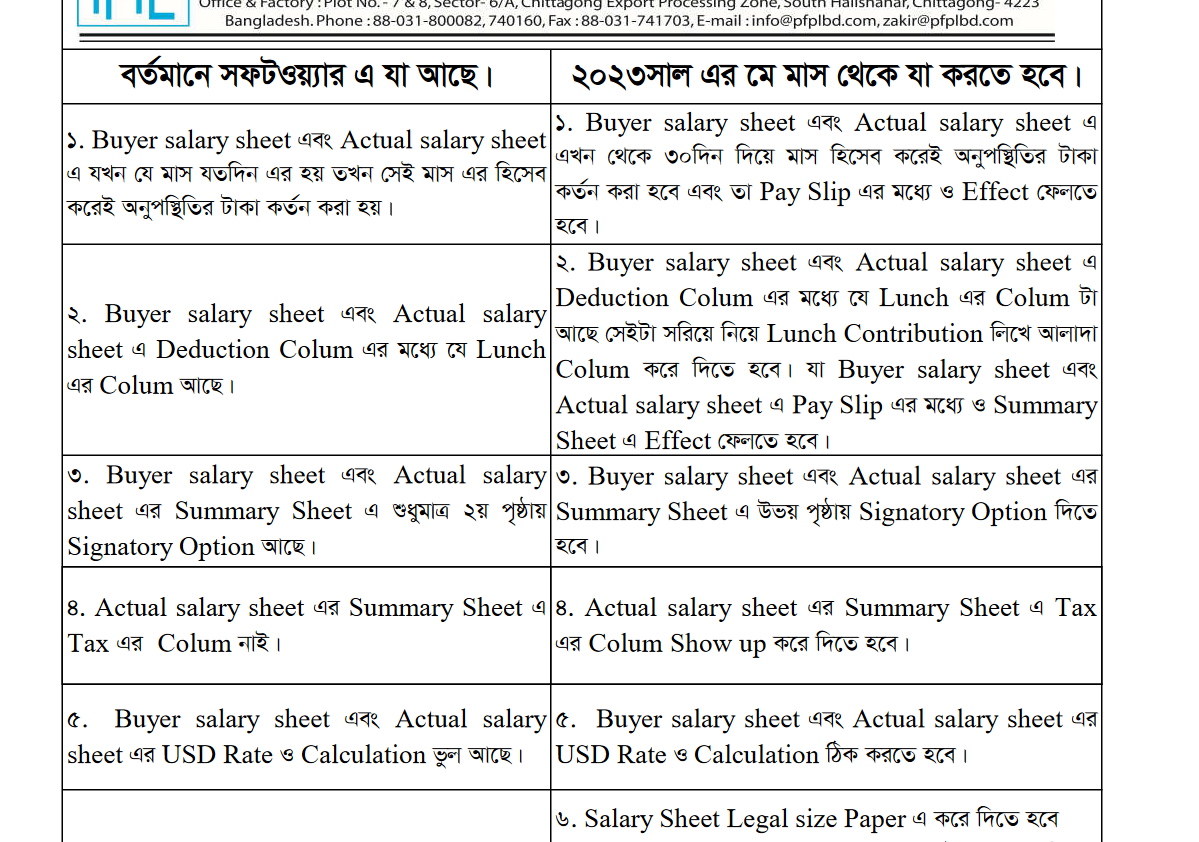 Office & Factory : Plot No. - 7 & 8, Sector- 6/A, Chittagong Export Processing Zone, South Halishahar, Chittagong- 4223
Bangladesh. Phone : 88-031-800082, 740160, Fax : 88-031-741703, E-mail : info@pfplbd.com, zakir@pfplbd.com
বর্তমানে সফটওয়্যার এ যা আছে।
২০২৩সাল এর মে মাস থেকে যা করতে হবে।
১. Buyer salary sheet এবং Actual salary sheet
এ যখন যে মাস যতদিন এর হয় তখন সেই মাস এর হিসেব
করেই অনুপস্থিতির টাকা কর্তন করা হয়।
১. Buyer salary sheet এবং Actual salary sheet এ
এখন থেকে ৩০দিন দিয়ে মাস হিসেব করেই অনুপস্থিতির টাকা
কর্তন করা হবে এবং তা Pay Slip এর মধ্যে ও Effect ফেলতে
হবে।
২. Buyer salary sheet এবং Actual salary
sheet এ Deduction Colum এর মধ্যে যে Lunch
এর Colum আছে।
২. Buyer salary sheet এবং Actual salary sheet এ
Deduction Colum এর মধ্যে যে Lunch এর Colum টা
আছে সেইটা সরিয়ে নিয়ে Lunch Contribution লিখে আলাদা
Colum করে দিতে হবে। যা Buyer salary sheet এবং
Actual salary sheet এ Pay Slip এর মধ্যে ও Summary
Sheet এ Effect ফেলতে হবে।
৩. Buyer salary sheet এবং Actual salary
sheet এর Summary Sheet এ শুধুমাত্র ২য় পৃষ্ঠায়
Signatory Option আছে।
৩. Buyer salary sheet এবং Actual salary sheet এর
Summary Sheet এ উভয় পৃষ্ঠায় Signatory Option দিতে
হবে।
৪. Actual salary sheet এর Summary Sheet এ
Tax এর Colum নাই।
৪. Actual salary sheet এর Summary Sheet এ Tax
এর Colum Show up করে দিতে হবে।
৫. Buyer salary sheet এবং Actual salary
sheet এর USD Rate ও Calculation ভুল আছে।
৫. Buyer salary sheet এবং Actual salary sheet এর
USD Rate ও Calculation ঠিক করতে হবে।
৬. Salary Sheet Legal size Paper এ করে দিতে হবে